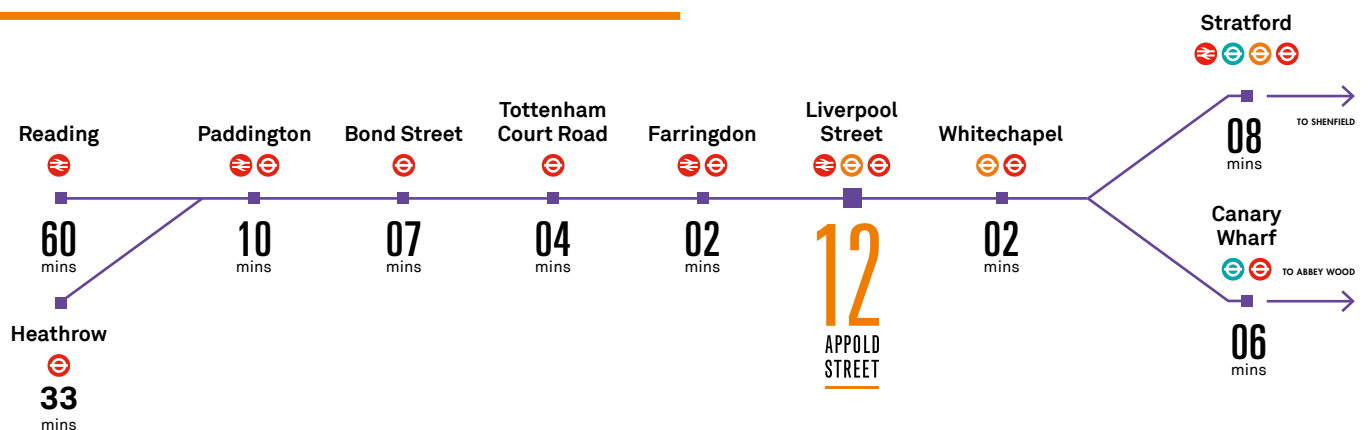 Stratford
TO SHENFIELD
08
mins
Reading
60
mins
Paddington
10
mins
Bond Street
07
mins
Tottenham
Court Road
04
mins
Farringdon
02
mins
Liverpool
Street
12
APPOLD
STREET
Whitechapel
02
mins
Canary
Wharf
TO ABBEY WOOD
06
mins
Heathrow
33
mins